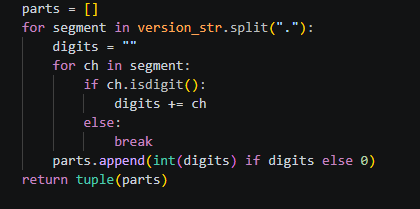 parts = []
for segment in version_str.split("."):
    digits = ""
    for ch in segment:
        if ch.isdigit():
            digits += ch
        else:
            break
    parts.append(int(digits) if digits else 0)
return tuple(parts)